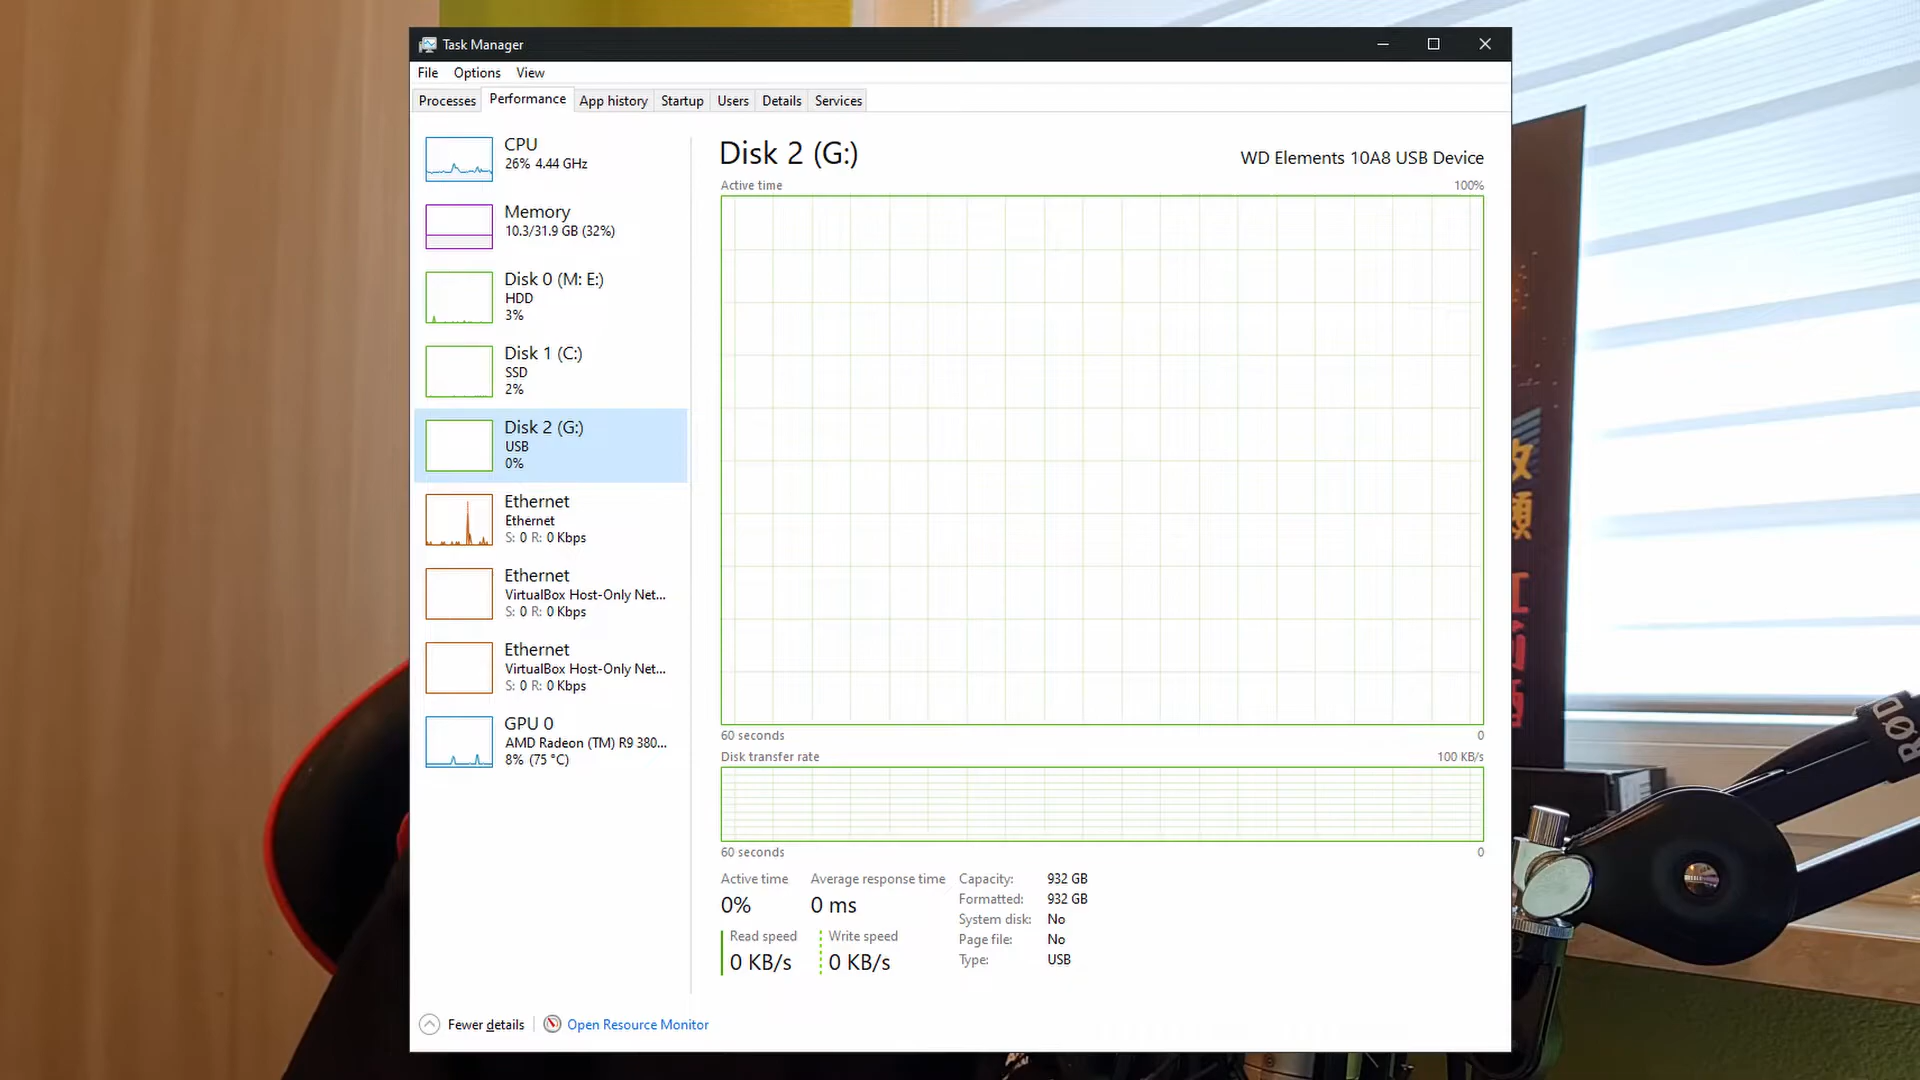 Task Manager
File Options View
Processes Performance App history Startup Users Details Services
CPU
26% 4.44 GHz
Memory
10.3/31.9 GB (32%)
Disk 0 (M: E:)
HDD
3%
Disk 1 (C:)
SSD
2%
Disk 2 (G:)
USB
0%
Ethernet
Ethernet
S: 0 R: 0 Kbps
Ethernet
VirtualBox Host-Only Net...
S: 0 R: 0 Kbps
Ethernet
VirtualBox Host-Only Net...
S: 0 R: 0 Kbps
GPU 0
AMD Radeon (TM) R9 380...
8% (75 °C)
Disk 2 (G:)
WD Elements 10A8 USB Device
Active time 100%
60 seconds 0
Disk transfer rate 100 KB/s
60 seconds 0
Active time Average response time
0% 0 ms
Read speed Write speed
0 KB/s 0 KB/s
Capacity: 932 GB
Formatted: 932 GB
System disk: No
Page file: No
Type: USB
Fewer details Open Resource Monitor
RØD